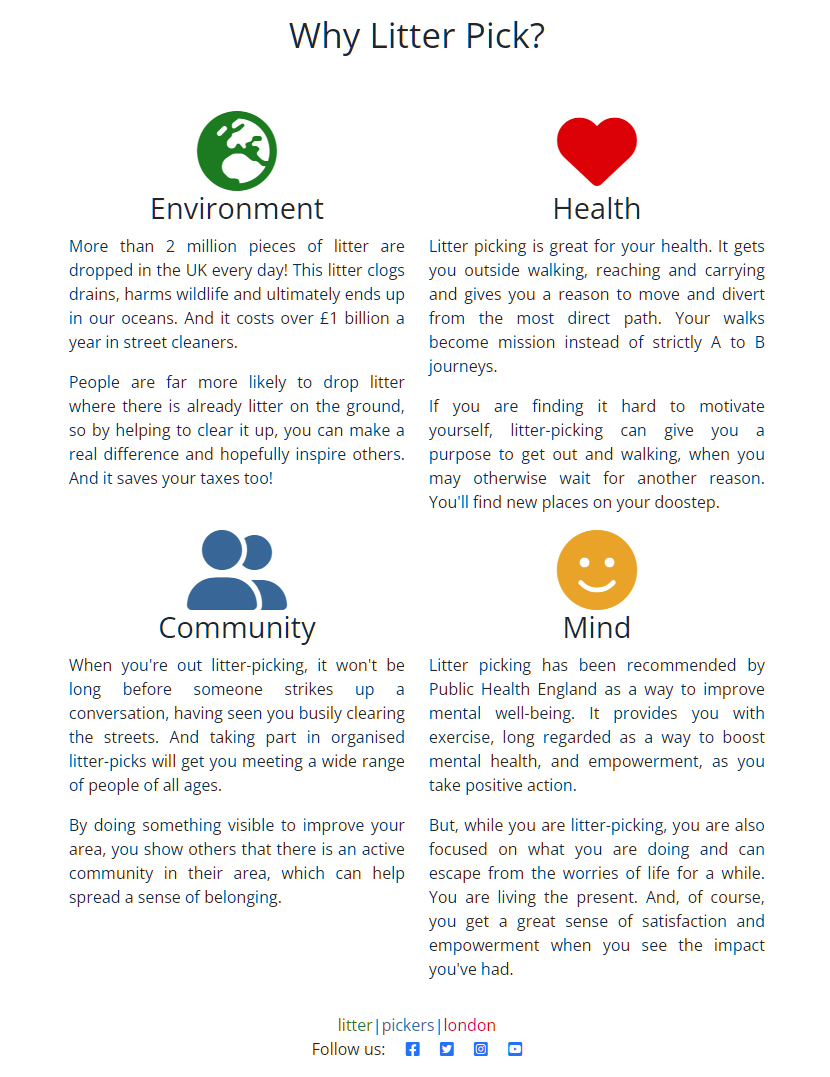 Why Litter Pick?
Environment
More than 2 million pieces of litter are
dropped in the UK every day! This litter clogs
drains, harms wildlife and ultimately ends up
in our oceans. And it costs over £1 billion a
year in street cleaners.
People are far more likely to drop litter
where there is already litter on the ground,
so by helping to clear it up, you can make a
real difference and hopefully inspire others.
And it saves your taxes too!
Health
Litter picking is great for your health. It gets
you outside walking, reaching and carrying
and gives you a reason to move and divert
from the most direct path. Your walks
become mission instead of strictly A to B
journeys.
If you are finding it hard to motivate
yourself, litter-picking can give you a
purpose to get out and walking, when you
may otherwise wait for another reason.
You'll find new places on your doostep.
Community
When you're out litter-picking, it won't be
long before someone strikes up a
conversation, having seen you busily clearing
the streets. And taking part in organised
litter-picks will get you meeting a wide range
of people of all ages.
By doing something visible to improve your
area, you show others that there is an active
community in their area, which can help
spread a sense of belonging.
Mind
Litter picking has been recommended by
Public Health England as a way to improve
mental well-being. It provides you with
exercise, long regarded as a way to boost
mental health, and empowerment, as you
take positive action.
But, while you are litter-picking, you are also
focused on what you are doing and can
escape from the worries of life for a while.
You are living the present. And, of course,
you get a great sense of satisfaction and
empowerment when you see the impact
you've had.
litter|pickers|london
Follow us: